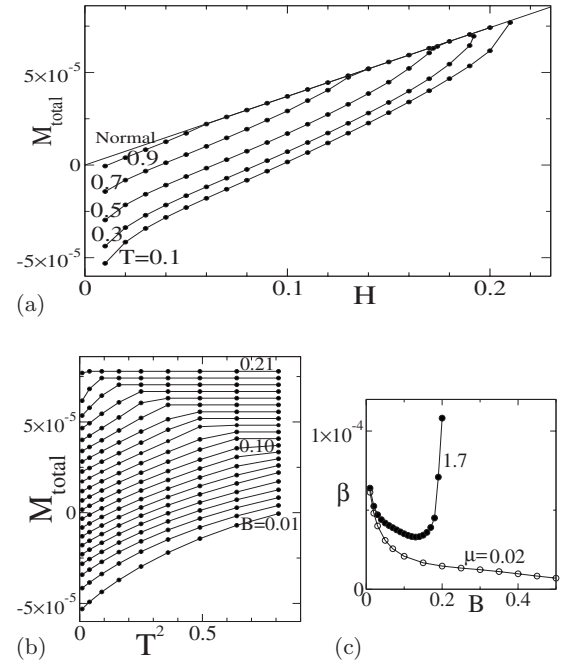 5×10⁻⁵
0
-5×10⁻⁵
M_total
Normal
0.9
0.7
0.5
0.3
T=0.1
0
0.1
0.2
H
(a)
5×10⁻⁵
0
-5×10⁻⁵
M_total
0.21
0.10
B=0.01
0
0.5
T²
(b)
1×10⁻⁴
β
0
1.7
μ=0.02
0
0.2
0.4
B
(c)